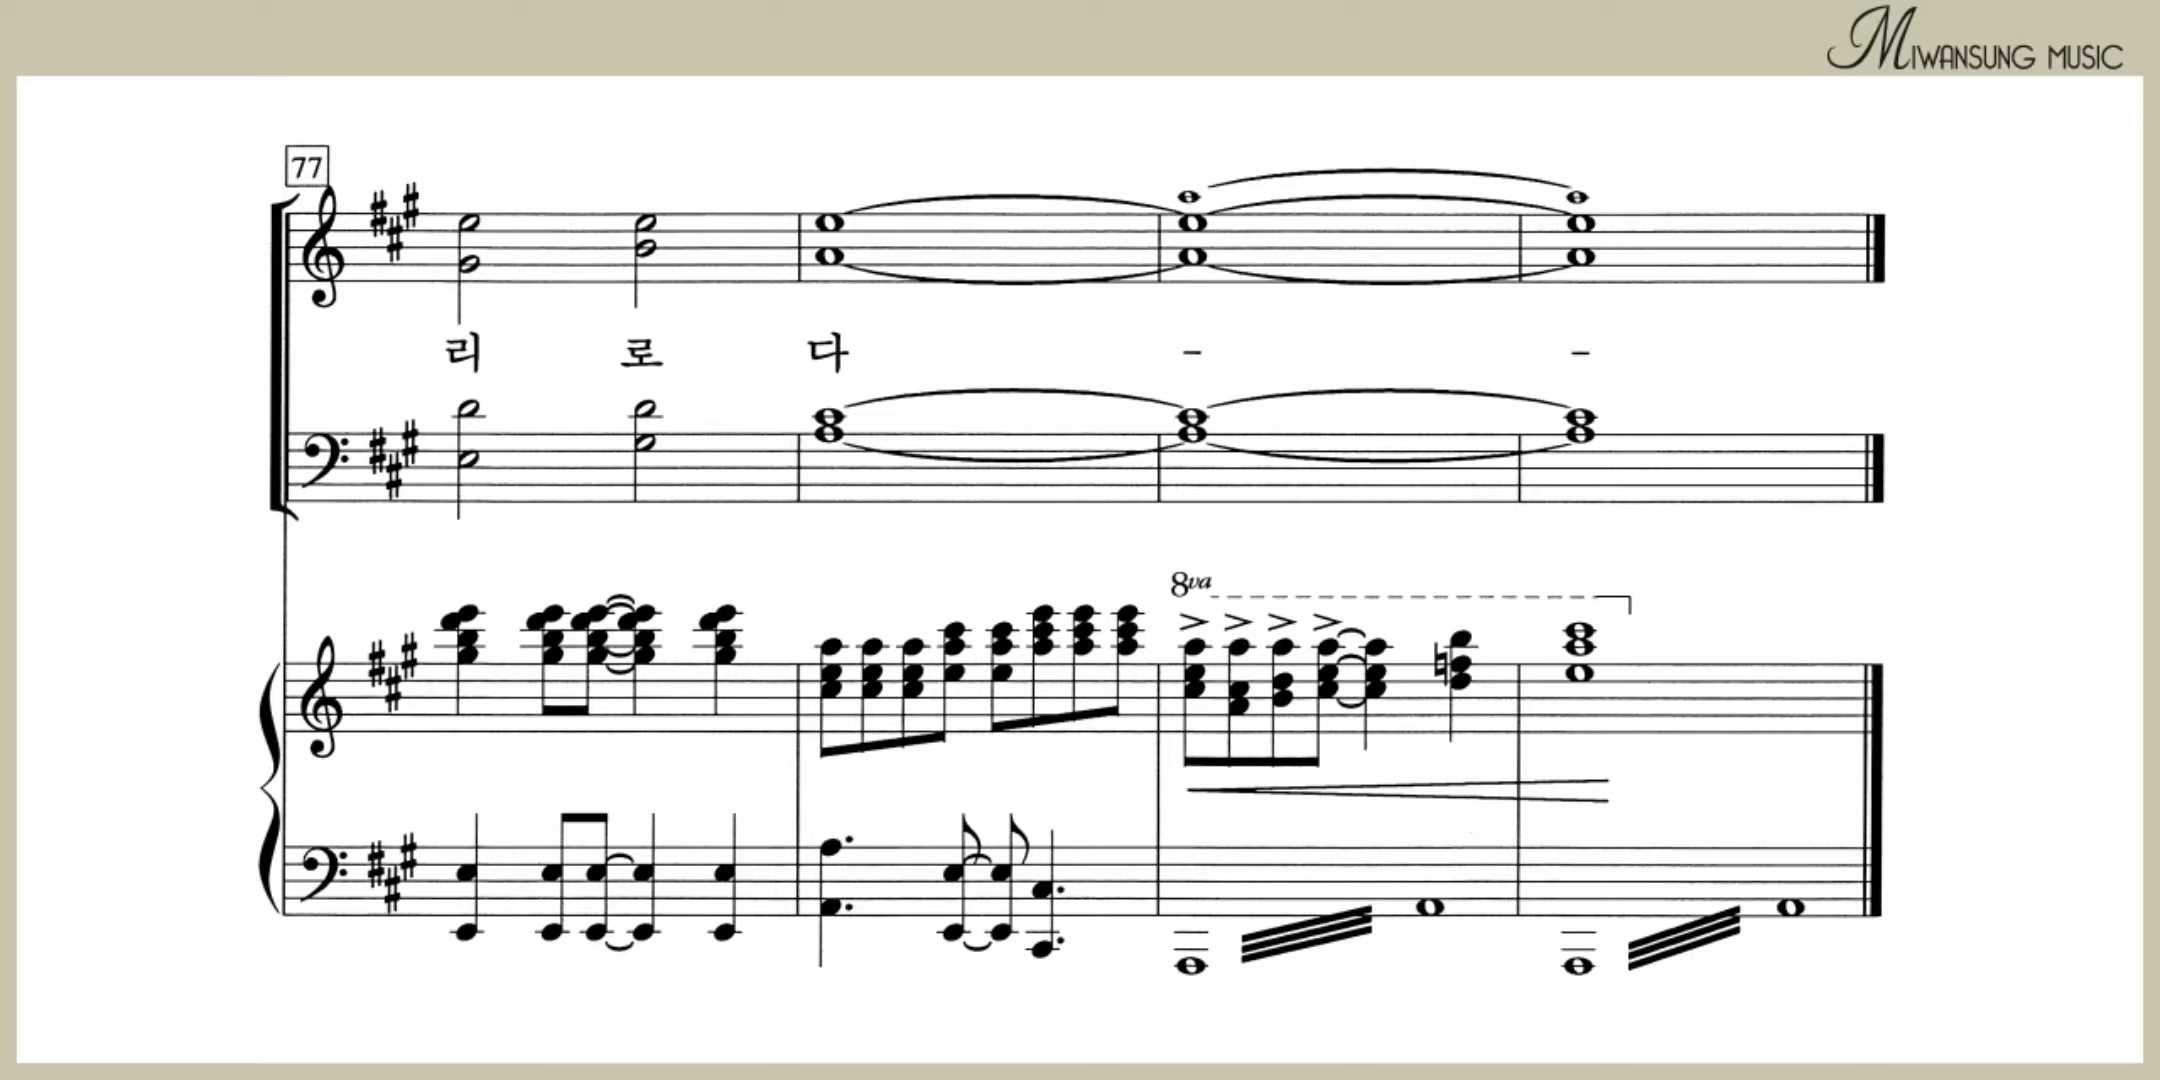 MIWANSUNG MUSIC
77
리 로 다 - -
8va